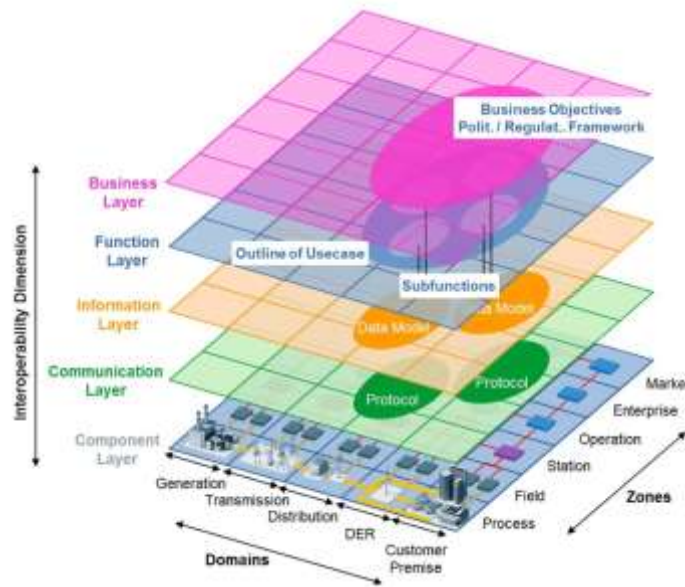 Business Objectives
Polit. / Regulat.. Framework
Business
Layer
Function
Layer
Outline of Usecase
Subfunctions
Information
Layer
Data Model
Model
Communication
Layer
Protocol
Protocol
Component
Layer
Interoperability Dimension
Generation
Transmission
Distribution
DER
Customer
Premise
Domains
Marke
Enterprise
Operation
Station
Field
Process
Zones